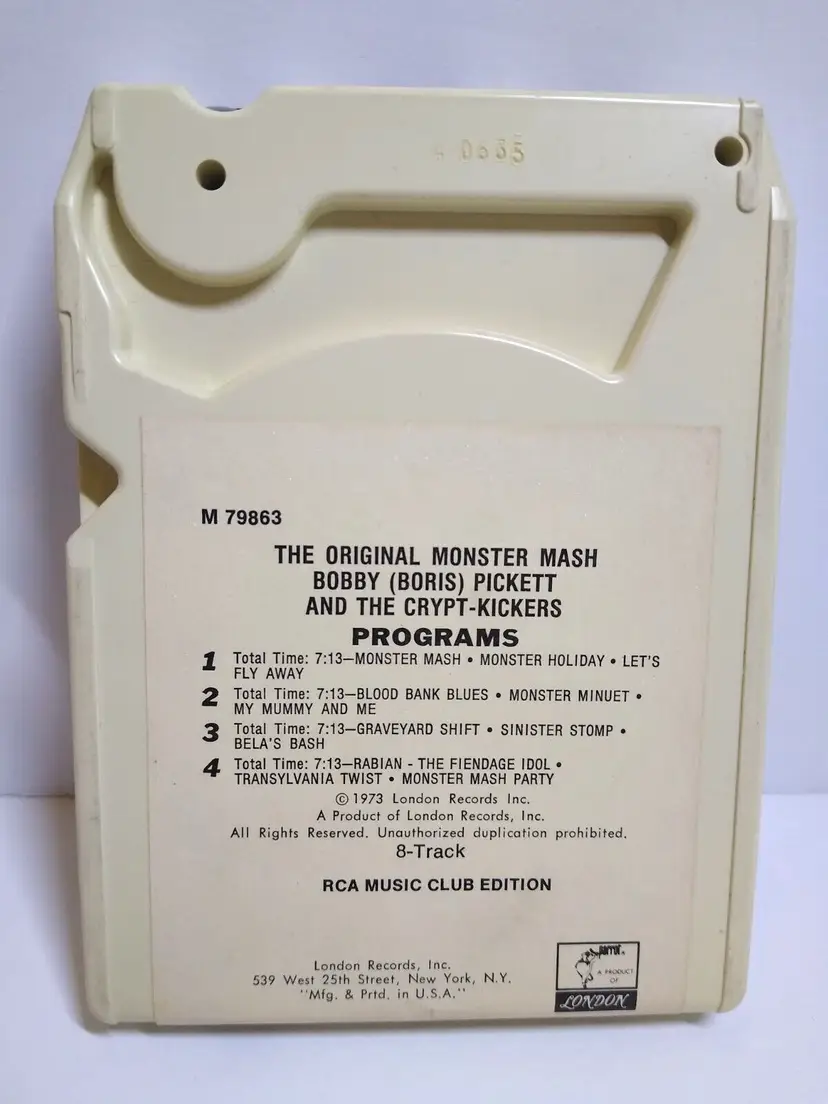 0635
M 79863
THE ORIGINAL MONSTER MASH
BOBBY (BORIS) PICKETT
AND THE CRYPT-KICKERS
PROGRAMS
1 Total Time: 7:13—MONSTER MASH • MONSTER HOLIDAY • LET'S
FLY AWAY
2 Total Time: 7:13—BLOOD BANK BLUES • MONSTER MINUET •
MY MUMMY AND ME
3 Total Time: 7:13—GRAVEYARD SHIFT • SINISTER STOMP •
BELA'S BASH
4 Total Time: 7:13—RABIAN - THE FIENDAGE IDOL •
TRANSYLVANIA TWIST • MONSTER MASH PARTY
©1973 London Records Inc.
A Product of London Records, Inc.
All Rights Reserved. Unauthorized duplication prohibited.
8-Track
RCA MUSIC CLUB EDITION
London Records, Inc.
539 West 25th Street, New York, N.Y.
"Mfg. & Prtd. in U.S.A."
parrot
A PRODUCT
OF
LONDON